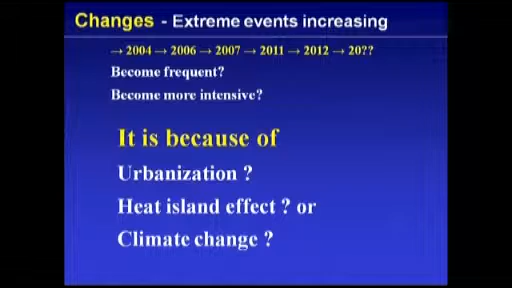 Changes - Extreme events increasing
→ 2004 → 2006 → 2007 → 2011 → 2012 → 20??
Become frequent?
Become more intensive?
It is because of
Urbanization ?
Heat island effect ? or
Climate change ?